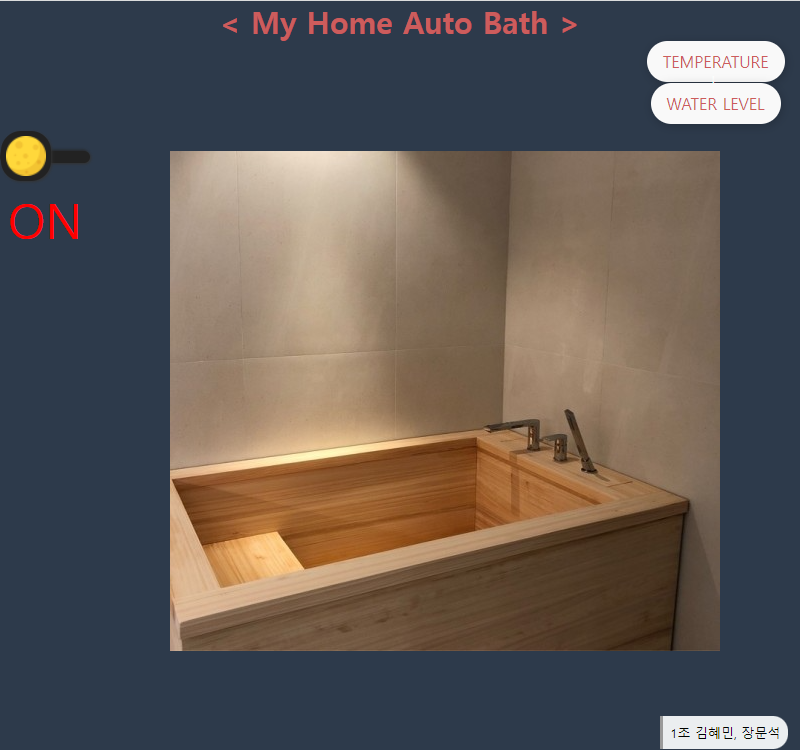 < My Home Auto Bath >
TEMPERATURE
WATER LEVEL
ON
1조 김혜민, 장문석